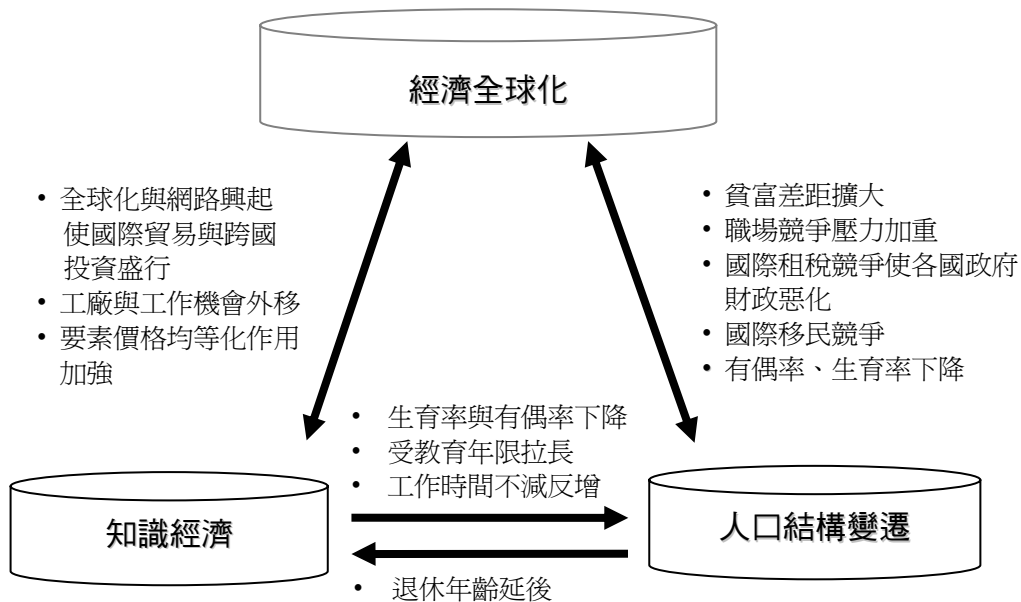 經濟全球化
• 全球化與網路興起
使國際貿易與跨國
投資盛行
• 工廠與工作機會外移
• 要素價格均等化作用
加強
• 貧富差距擴大
• 職場競爭壓力加重
• 國際租稅競爭使各國政府
財政惡化
• 國際移民競爭
• 有偶率、生育率下降
• 生育率與有偶率下降
• 受教育年限拉長
• 工作時間不減反增
知識經濟
人口結構變遷
• 退休年齡延後